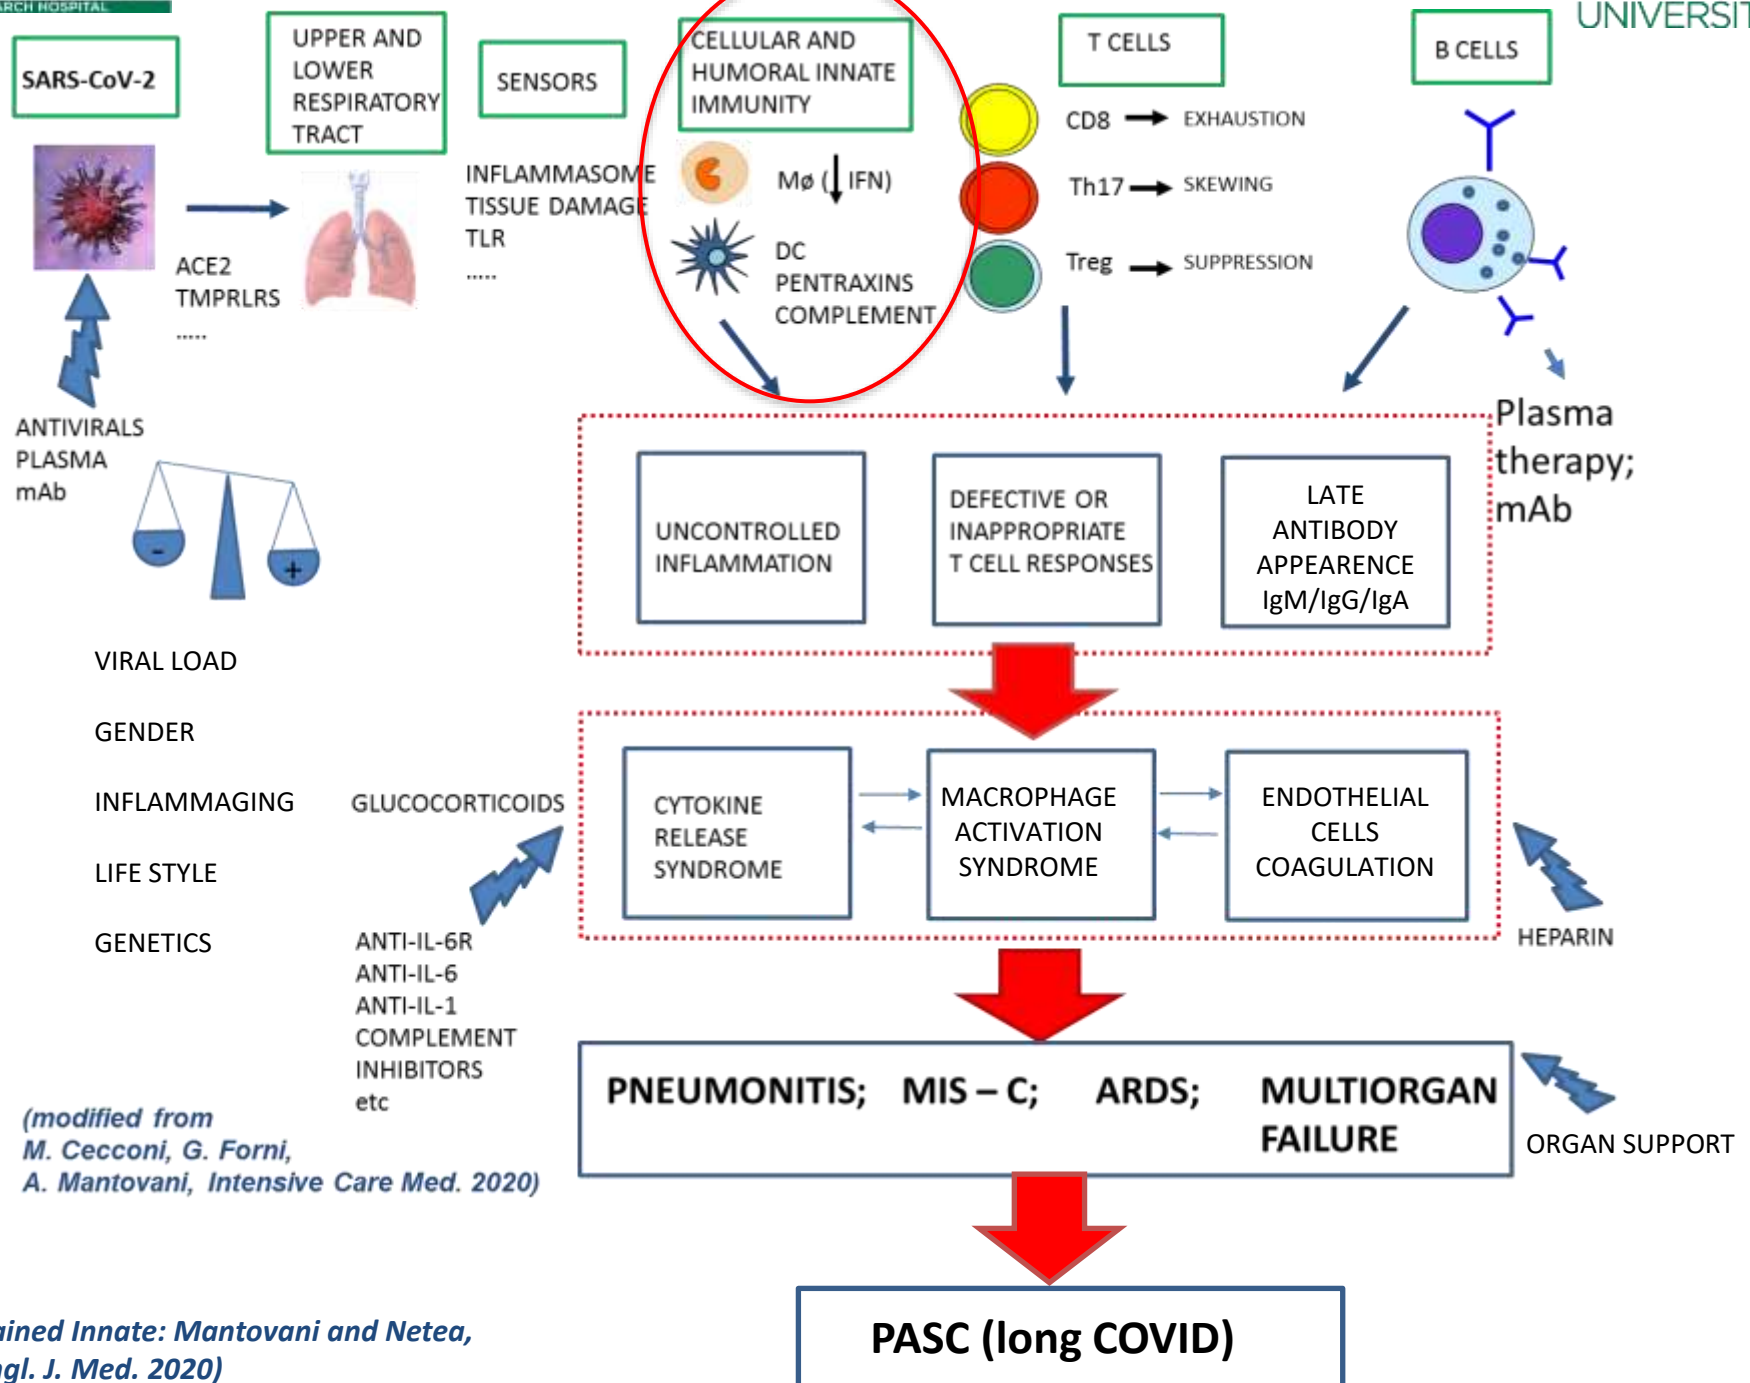 ARCH HOSPITAL
UNIVERSIT
SARS-CoV-2
UPPER AND
LOWER
RESPIRATORY
TRACT
SENSORS
CELLULAR AND
HUMORAL INNATE
IMMUNITY
T CELLS
B CELLS
ACE2
TMPRLRS
.....
INFLAMMASOME
TISSUE DAMAGE
TLR
.....
Mø (↓IFN)
DC
PENTRAXINS
COMPLEMENT
CD8 → EXHAUSTION
Th17 → SKEWING
Treg → SUPPRESSION
ANTIVIRALS
PLASMA
mAb
- +
Plasma
therapy;
mAb
UNCONTROLLED
INFLAMMATION
DEFECTIVE OR
INAPPROPRIATE
T CELL RESPONSES
LATE
ANTIBODY
APPEARENCE
IgM/IgG/IgA
VIRAL LOAD
GENDER
INFLAMMAGING
LIFE STYLE
GENETICS
GLUCOCORTICOIDS
ANTI-IL-6R
ANTI-IL-6
ANTI-IL-1
COMPLEMENT
INHIBITORS
etc
CYTOKINE
RELEASE
SYNDROME
MACROPHAGE
ACTIVATION
SYNDROME
ENDOTHELIAL
CELLS
COAGULATION
HEPARIN
PNEUMONITIS; MIS – C; ARDS; MULTIORGAN
FAILURE
ORGAN SUPPORT
(modified from
M. Cecconi, G. Forni,
A. Mantovani, Intensive Care Med. 2020)
PASC (long COVID)
ained Innate: Mantovani and Netea,
ngl. J. Med. 2020)